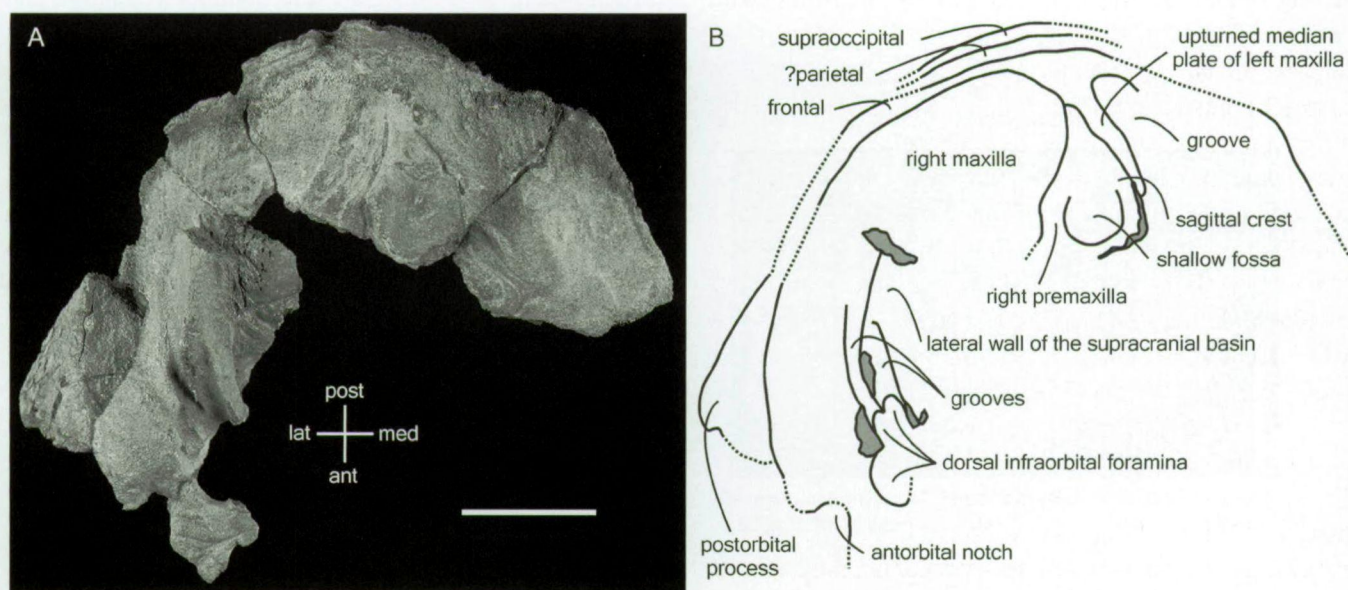 A
post
lat
med
ant
B
supraoccipital
?parietal
frontal
upturned median
plate of left maxilla
groove
right maxilla
sagittal crest
shallow fossa
right premaxilla
lateral wall of the supracranial basin
grooves
dorsal infraorbital foramina
postorbital
process
antorbital notch